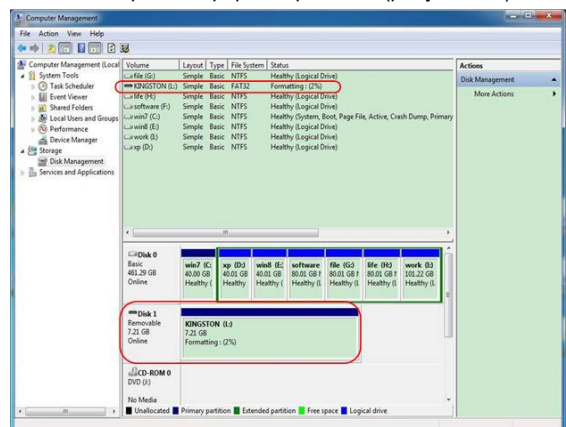 Computer Management
File Action View Help
Computer Management (Local
System Tools
Task Scheduler
Event Viewer
Shared Folders
Local Users and Groups
Performance
Device Manager
Storage
Disk Management
Services and Applications
Volume Layout Type File System Status
file (G:) Simple Basic NTFS Healthy (Logical Drive)
KINGSTON (L:) Simple Basic FAT32 Formatting : (2%)
life (H:) Simple Basic NTFS Healthy (Logical Drive)
software (F:) Simple Basic NTFS Healthy (Logical Drive)
win7 (C:) Simple Basic NTFS Healthy (System, Boot, Page File, Active, Crash Dump, Primary
win8 (E:) Simple Basic NTFS Healthy (Logical Drive)
work (I:) Simple Basic NTFS Healthy (Logical Drive)
xp (D:) Simple Basic NTFS Healthy (Logical Drive)
Actions
Disk Management
More Actions
Disk 0
Basic
461.29 GB
Online
win7 (C:
40.00 GB
Healthy (
xp (D:)
40.01 GB
Healthy
win8 (E:
40.01 GB
Healthy (
software
80.01 GB
Healthy (L
file (G:)
80.01 GB
Healthy (L
life (H:)
80.01 GB
Healthy (L
work (I:)
101.22 GB
Healthy (L
Disk 1
Removable
7.21 GB
Online
KINGSTON (L:)
7.21 GB
Formatting : (2%)
CD-ROM 0
DVD (J:)
No Media
Unallocated Primary partition Extended partition Free space Logical drive